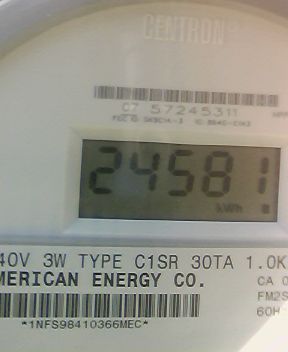 CENTRON
C7 57245311
24581
kWh
40V 3W TYPE C1SR 30TA 1.0K
MERICAN ENERGY CO.
CA 0
FM2S
60H
*1NFS98410366MEC*